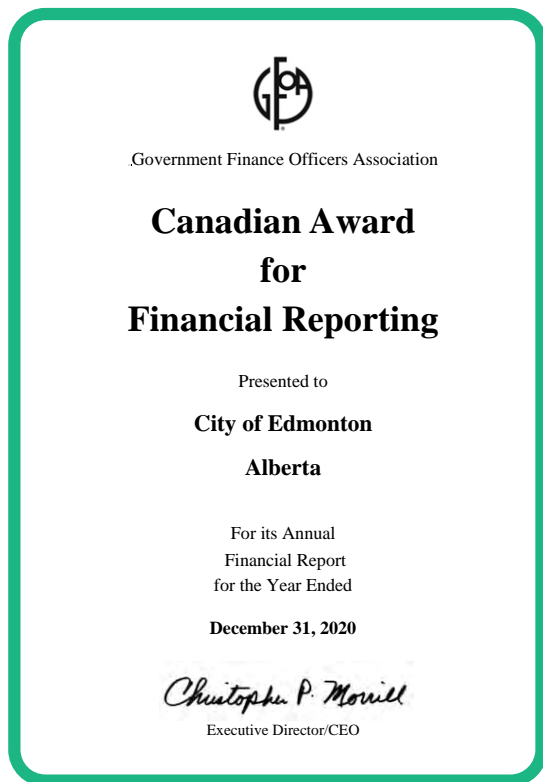 GFOA
Government Finance Officers Association
Canadian Award
for
Financial Reporting
Presented to
City of Edmonton
Alberta
For its Annual
Financial Report
for the Year Ended
December 31, 2020
Christopher P. Morrill
Executive Director/CEO